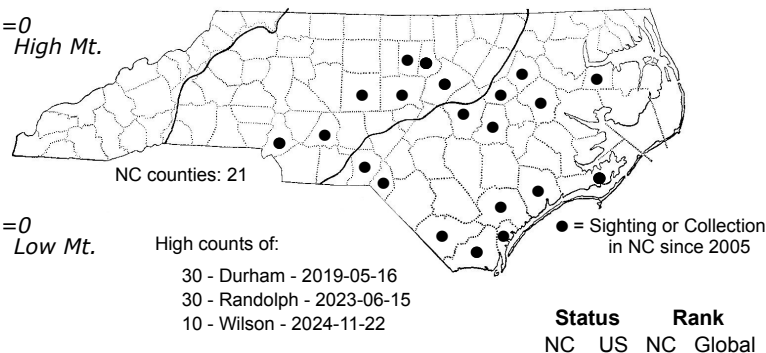 =0
High Mt.
NC counties: 21
=0
Low Mt.
● = Sighting or Collection
in NC since 2005
High counts of:
30 - Durham - 2019-05-16
30 - Randolph - 2023-06-15
10 - Wilson - 2024-11-22
Status Rank
NC US NC Global